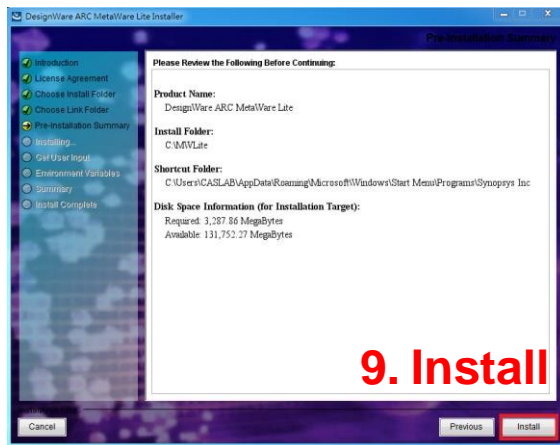 DesignWare ARC MetaWare Lite Installer
Pre-Installation Summary
Introduction
License Agreement
Choose Install Folder
Choose Link Folder
Pre-Installation Summary
Installing...
Get User Input
Environment Variables
Summary
Install Complete
Please Review the Following Before Continuing:
Product Name:
DesignWare ARC MetaWare Lite
Install Folder:
C:\MWLite
Shortcut Folder:
C:\Users\CASLAB\AppData\Roaming\Microsoft\Windows\Start Menu\Programs\Synopsys Inc
Disk Space Information (for Installation Target):
Required: 3,287.86 MegaBytes
Available: 131,752.27 MegaBytes
9. Install
Cancel
Previous
Install